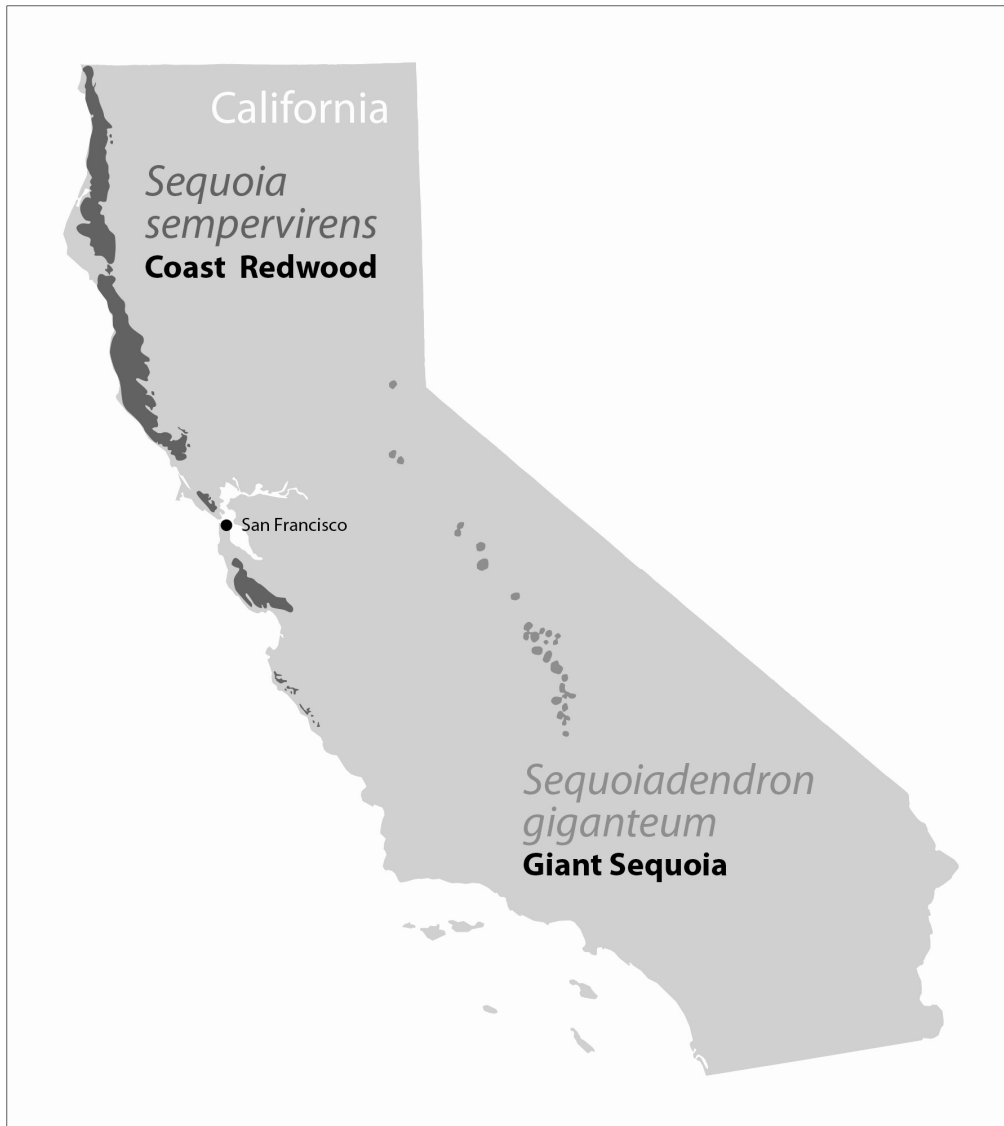 California
Sequoia
sempervirens
Coast Redwood
San Francisco
Sequoiadendron
giganteum
Giant Sequoia